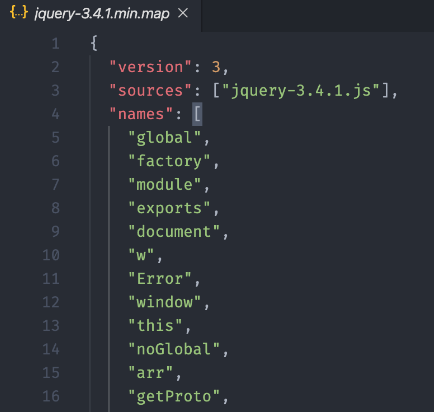 {..} jquery-3.4.1.min.map ×
1 {
2 "version": 3,
3 "sources": ["jquery-3.4.1.js"],
4 "names": [
5 "global",
6 "factory",
7 "module",
8 "exports",
9 "document",
10 "w",
11 "Error",
12 "window",
13 "this",
14 "noGlobal",
15 "arr",
16 "getProto",